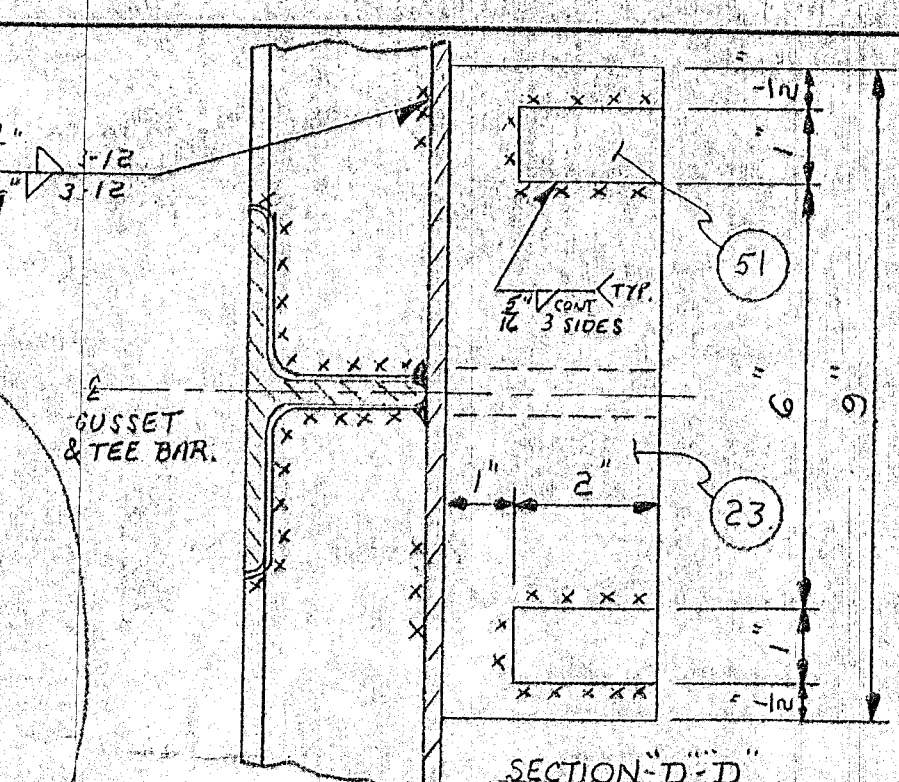 3-12
3-12
1/2"
1"
51
5/16" CONT TYP.
3 SIDES
6"
9"
℄
GUSSET
& TEE BAR.
1"
2"
23
1"
1/2"
SECTION "D"-"D"